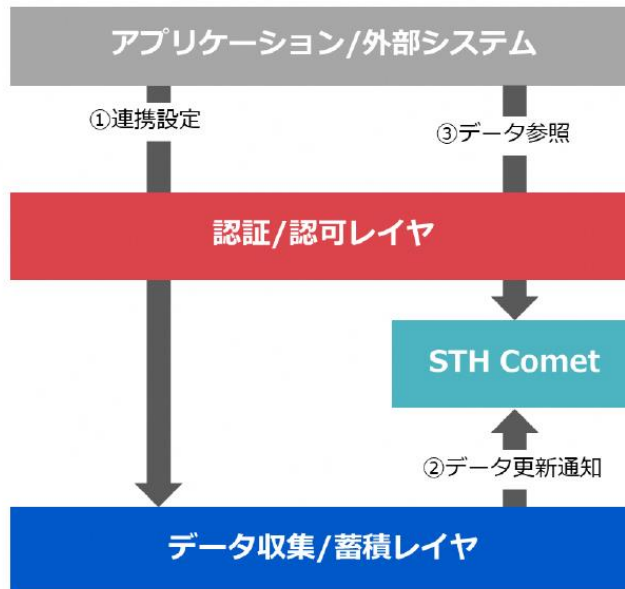 アプリケーション/外部システム
①連携設定
③データ参照
認証/認可レイヤ
STH Comet
②データ更新通知
データ収集/蓄積レイヤ